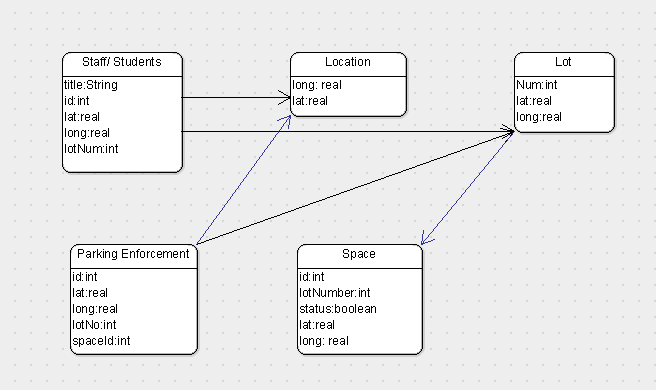 Staff/ Students
title:String
id:int
lat:real
long:real
lotNum:int
Location
long: real
lat:real
Lot
Num:int
lat:real
long:real
Parking Enforcement
id:int
lat:real
long:real
lotNo:int
spaceId:int
Space
id:int
lotNumber:int
status:boolean
lat:real
long: real